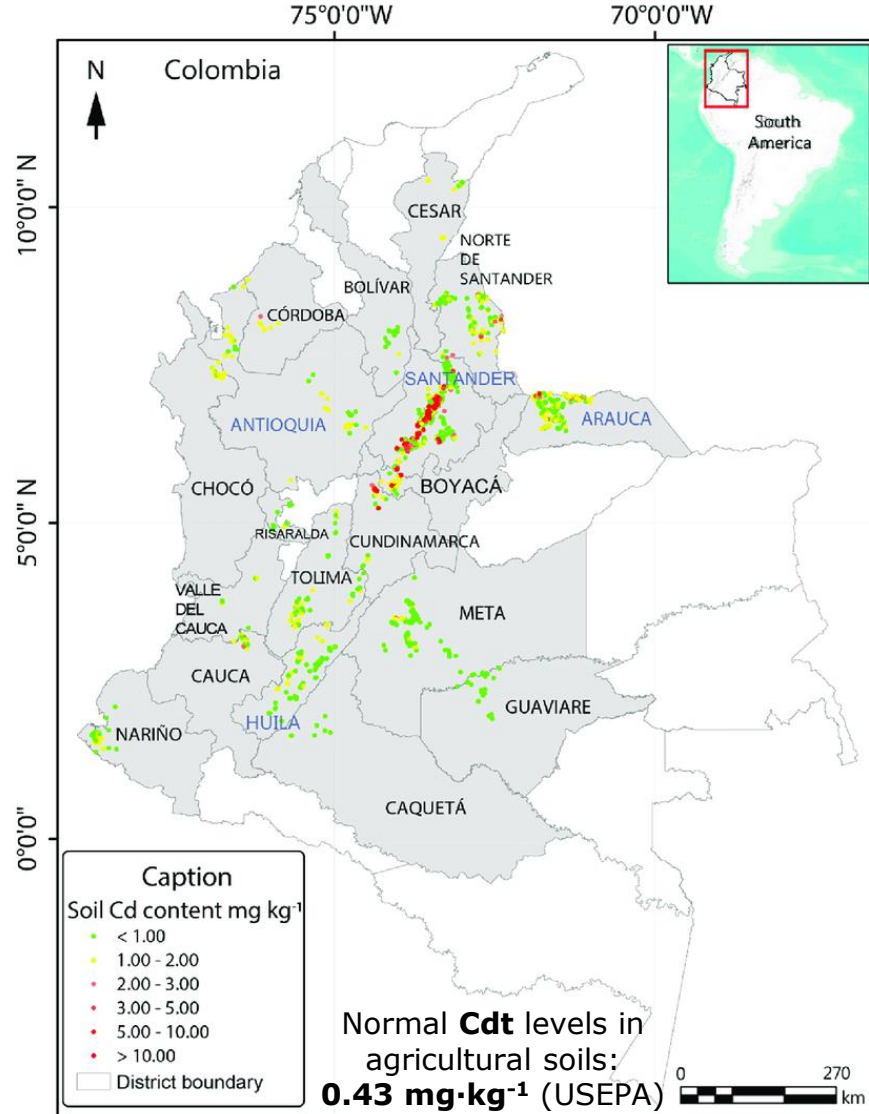 75°0'0"W
70°0'0"W
N
Colombia
South
America
10°0'0" N
5°0'0" N
0°0'0"
CESAR
NORTE
DE
SANTANDER
BOLÍVAR
CÓRDOBA
SANTANDER
ANTIOQUIA
ARAUCA
CHOCÓ
BOYACÁ
RISARALDA
CUNDINAMARCA
TOLIMA
VALLE
DEL
CAUCA
META
CAUCA
GUAVIARE
HUILA
NARIÑO
CAQUETÁ
Caption
Soil Cd content mg kg⁻¹
< 1.00
1.00 - 2.00
2.00 - 3.00
3.00 - 5.00
5.00 - 10.00
> 10.00
District boundary
Normal Cdt levels in
agricultural soils:
0.43 mg·kg⁻¹ (USEPA)
0 270
km